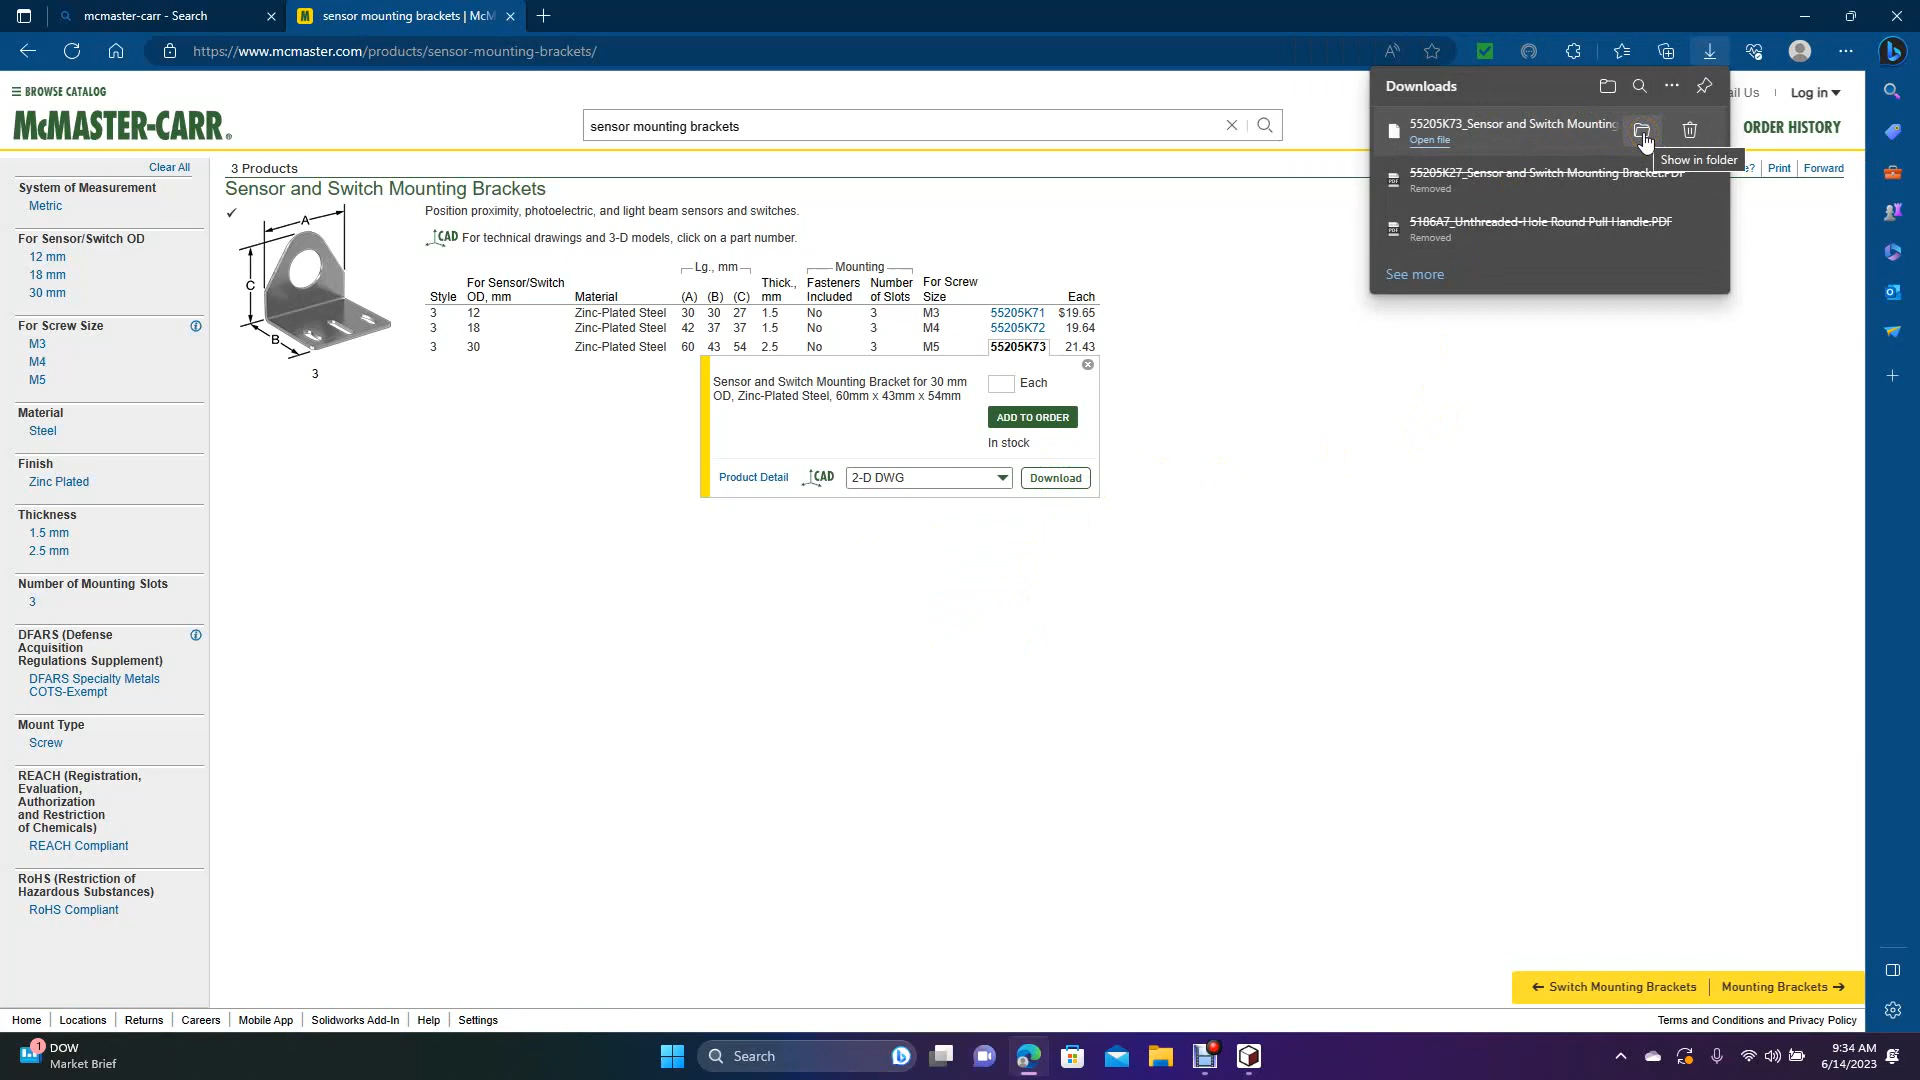 mcmaster-carr - Search
sensor mounting brackets | McM
https://www.mcmaster.com/products/sensor-mounting-brackets/
BROWSE CATALOG
McMASTER-CARR®
sensor mounting brackets
Log in
ORDER HISTORY
Downloads
55205K73_Sensor and Switch Mounting
Open file
Show in folder
55205K27_Sensor and Switch Mounting Bracket.PDF
Removed
5186A7_Unthreaded-Hole Round Pull Handle.PDF
Removed
See more
Print
Forward
Clear All
System of Measurement
Metric
For Sensor/Switch OD
12 mm
18 mm
30 mm
For Screw Size
M3
M4
M5
Material
Steel
Finish
Zinc Plated
Thickness
1.5 mm
2.5 mm
Number of Mounting Slots
3
DFARS (Defense
Acquisition
Regulations Supplement)
DFARS Specialty Metals
COTS-Exempt
Mount Type
Screw
REACH (Registration,
Evaluation,
Authorization
and Restriction
of Chemicals)
REACH Compliant
RoHS (Restriction of
Hazardous Substances)
RoHS Compliant
3 Products
Sensor and Switch Mounting Brackets
A
C
B
3
Position proximity, photoelectric, and light beam sensors and switches.
CAD For technical drawings and 3-D models, click on a part number.
Lg., mm Mounting
For Sensor/Switch Thick., Fasteners Number For Screw
Style OD, mm Material (A) (B) (C) mm Included of Slots Size Each
3 12 Zinc-Plated Steel 30 30 27 1.5 No 3 M3 55205K71 $19.65
3 18 Zinc-Plated Steel 42 37 37 1.5 No 3 M4 55205K72 19.64
3 30 Zinc-Plated Steel 60 43 54 2.5 No 3 M5 55205K73 21.43
Sensor and Switch Mounting Bracket for 30 mm
OD, Zinc-Plated Steel, 60mm x 43mm x 54mm
Each
ADD TO ORDER
In stock
Product Detail CAD 2-D DWG Download
Switch Mounting Brackets Mounting Brackets
Home Locations Returns Careers Mobile App Solidworks Add-In Help Settings
Terms and Conditions and Privacy Policy
1
DOW
Market Brief
Search
9:34 AM
6/14/2023